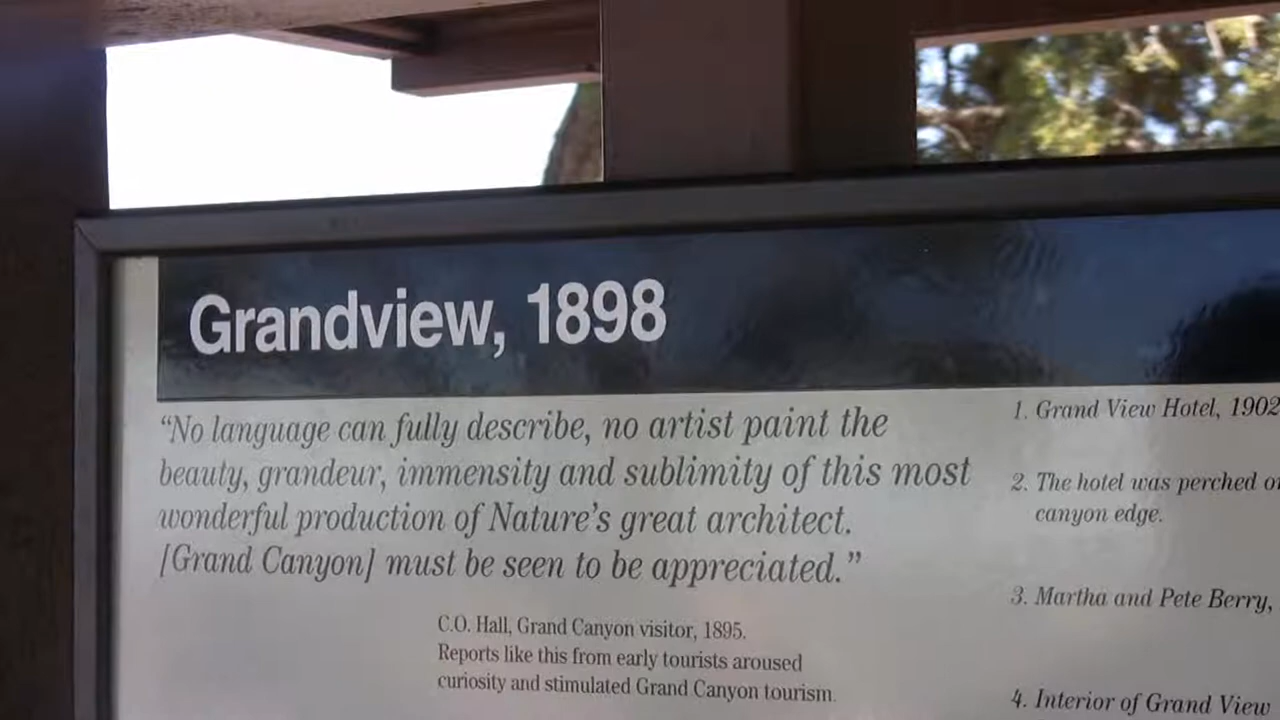 Grandview, 1898
“No language can fully describe, no artist paint the
beauty, grandeur, immensity and sublimity of this most
wonderful production of Nature’s great architect.
[Grand Canyon] must be seen to be appreciated.”
C.O. Hall, Grand Canyon visitor, 1895.
Reports like this from early tourists aroused
curiosity and stimulated Grand Canyon tourism.
1. Grand View Hotel, 1902
2. The hotel was perched
canyon edge.
3. Martha and Pete Berry,
4. Interior of Grand View